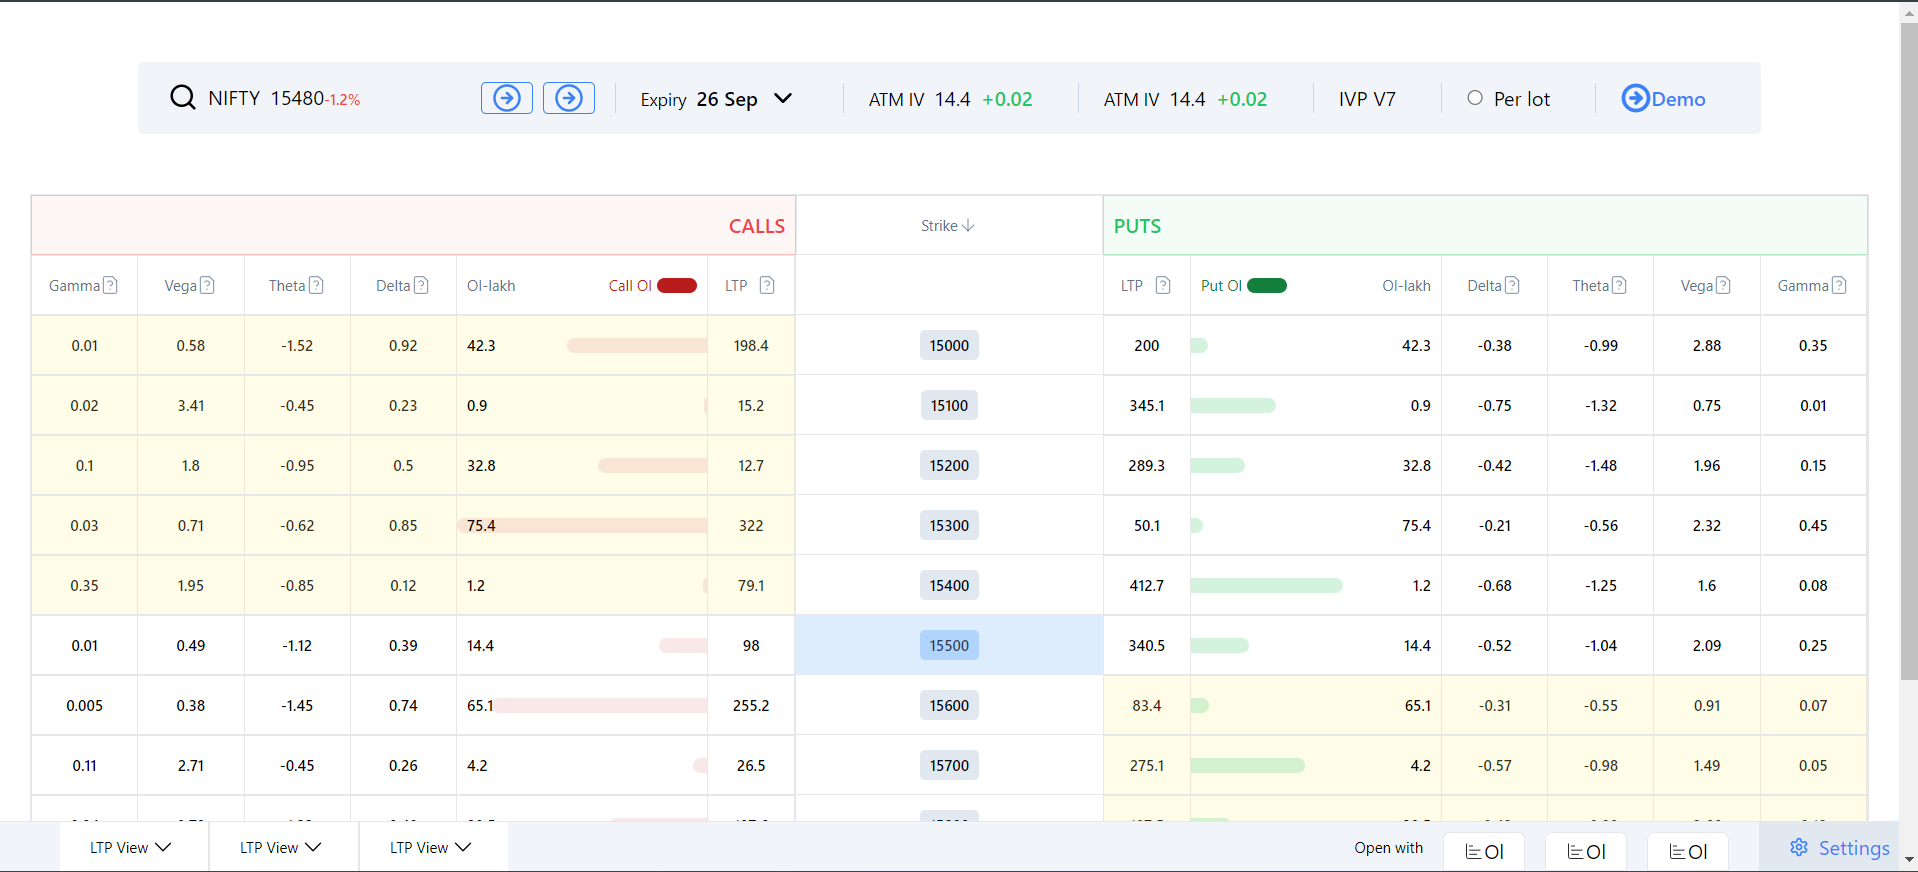 NIFTY 15480-1.2% Expiry 26 Sep ATM IV 14.4 +0.02 ATM IV 14.4 +0.02 IVP V7 Per lot Demo
CALLS Strike PUTS
Gamma Vega Theta Delta OI-lakh Call OI LTP LTP Put OI OI-lakh Delta Theta Vega Gamma
0.01 0.58 -1.52 0.92 42.3 198.4 15000 200 42.3 -0.38 -0.99 2.88 0.35
0.02 3.41 -0.45 0.23 0.9 15.2 15100 345.1 0.9 -0.75 -1.32 0.75 0.01
0.1 1.8 -0.95 0.5 32.8 12.7 15200 289.3 32.8 -0.42 -1.48 1.96 0.15
0.03 0.71 -0.62 0.85 75.4 322 15300 50.1 75.4 -0.21 -0.56 2.32 0.45
0.35 1.95 -0.85 0.12 1.2 79.1 15400 412.7 1.2 -0.68 -1.25 1.6 0.08
0.01 0.49 -1.12 0.39 14.4 98 15500 340.5 14.4 -0.52 -1.04 2.09 0.25
0.005 0.38 -1.45 0.74 65.1 255.2 15600 83.4 65.1 -0.31 -0.55 0.91 0.07
0.11 2.71 -0.45 0.26 4.2 26.5 15700 275.1 4.2 -0.57 -0.98 1.49 0.05
LTP View LTP View LTP View Open with OI OI OI Settings